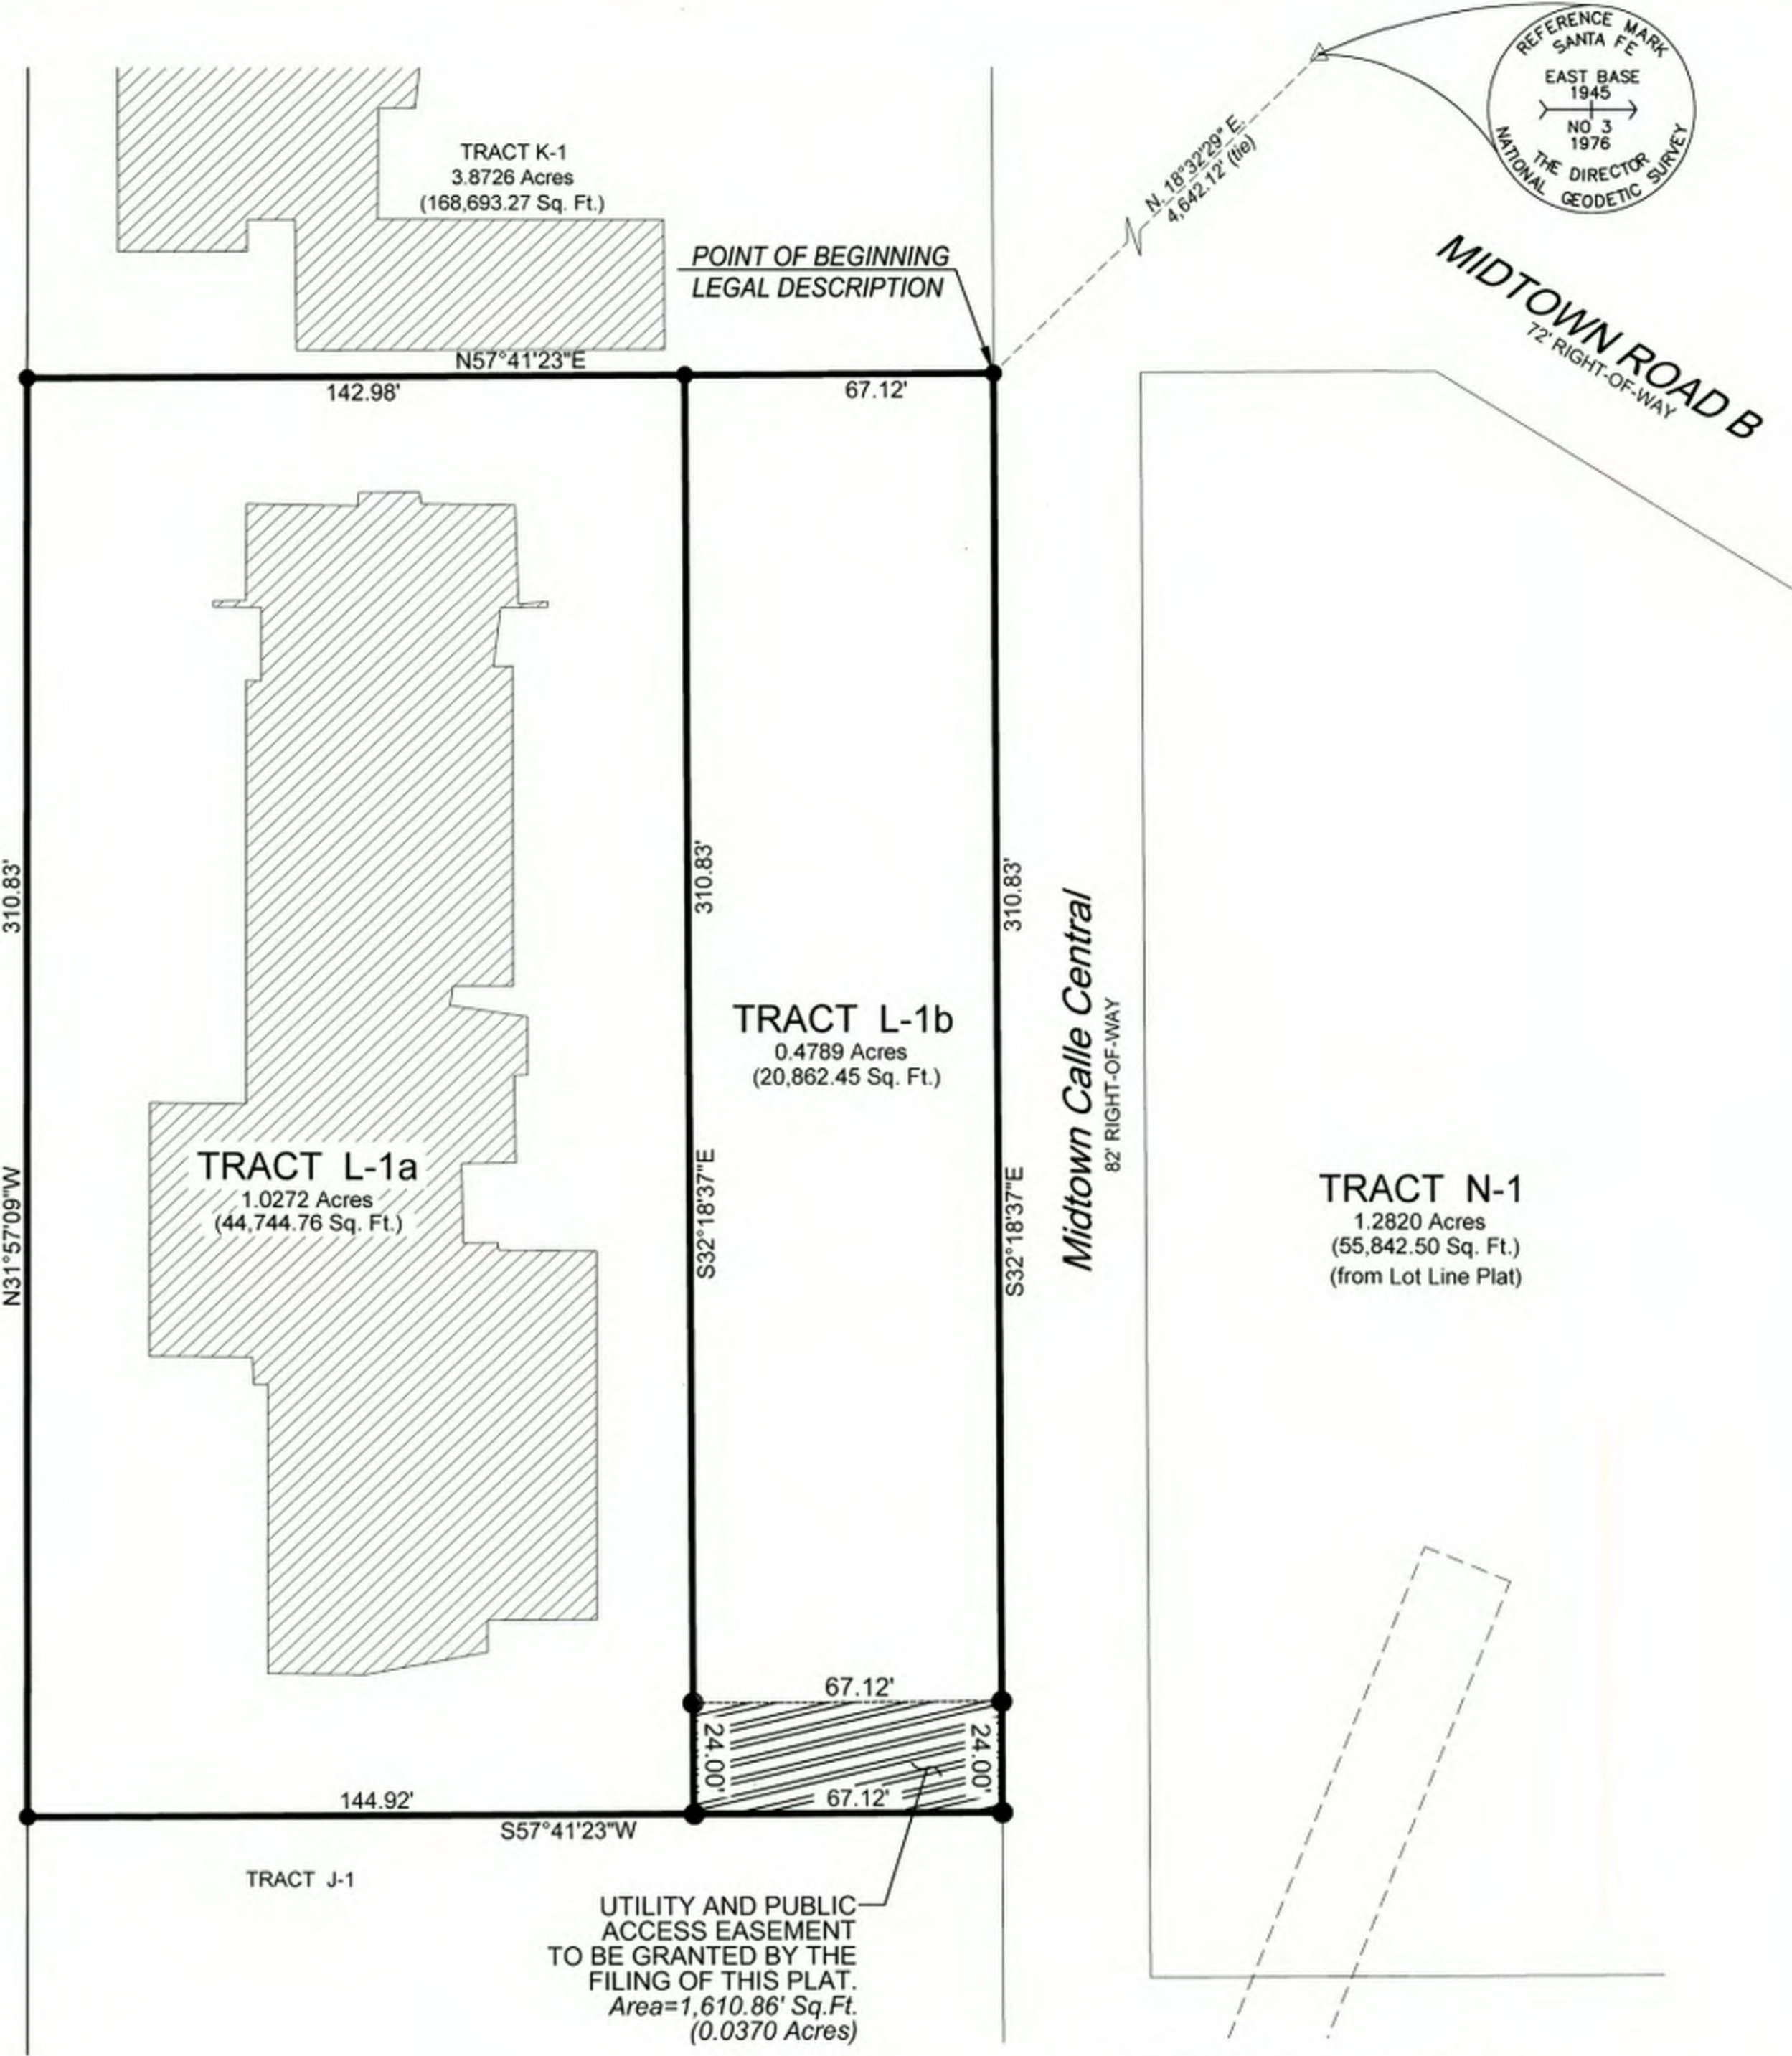 REFERENCE MARK
SANTA FE
EAST BASE
1945
NO 3
1976
THE DIRECTOR
NATIONAL GEODETIC SURVEY
N. 18°32'29" E.
4,642.12' (tie)
TRACT K-1
3.8726 Acres
(168,693.27 Sq. Ft.)
POINT OF BEGINNING
LEGAL DESCRIPTION
MIDTOWN ROAD B
72' RIGHT-OF-WAY
N57°41'23"E
142.98'
67.12'
310.83'
N31°57'09"W
310.83'
S32°18'37"E
310.83'
S32°18'37"E
TRACT L-1b
0.4789 Acres
(20,862.45 Sq. Ft.)
Midtown Calle Central
82' RIGHT-OF-WAY
TRACT L-1a
1.0272 Acres
(44,744.76 Sq. Ft.)
TRACT N-1
1.2820 Acres
(55,842.50 Sq. Ft.)
(from Lot Line Plat)
67.12'
24.00'
24.00'
67.12'
144.92'
S57°41'23"W
TRACT J-1
UTILITY AND PUBLIC
ACCESS EASEMENT
TO BE GRANTED BY THE
FILING OF THIS PLAT.
Area=1,610.86' Sq.Ft.
(0.0370 Acres)